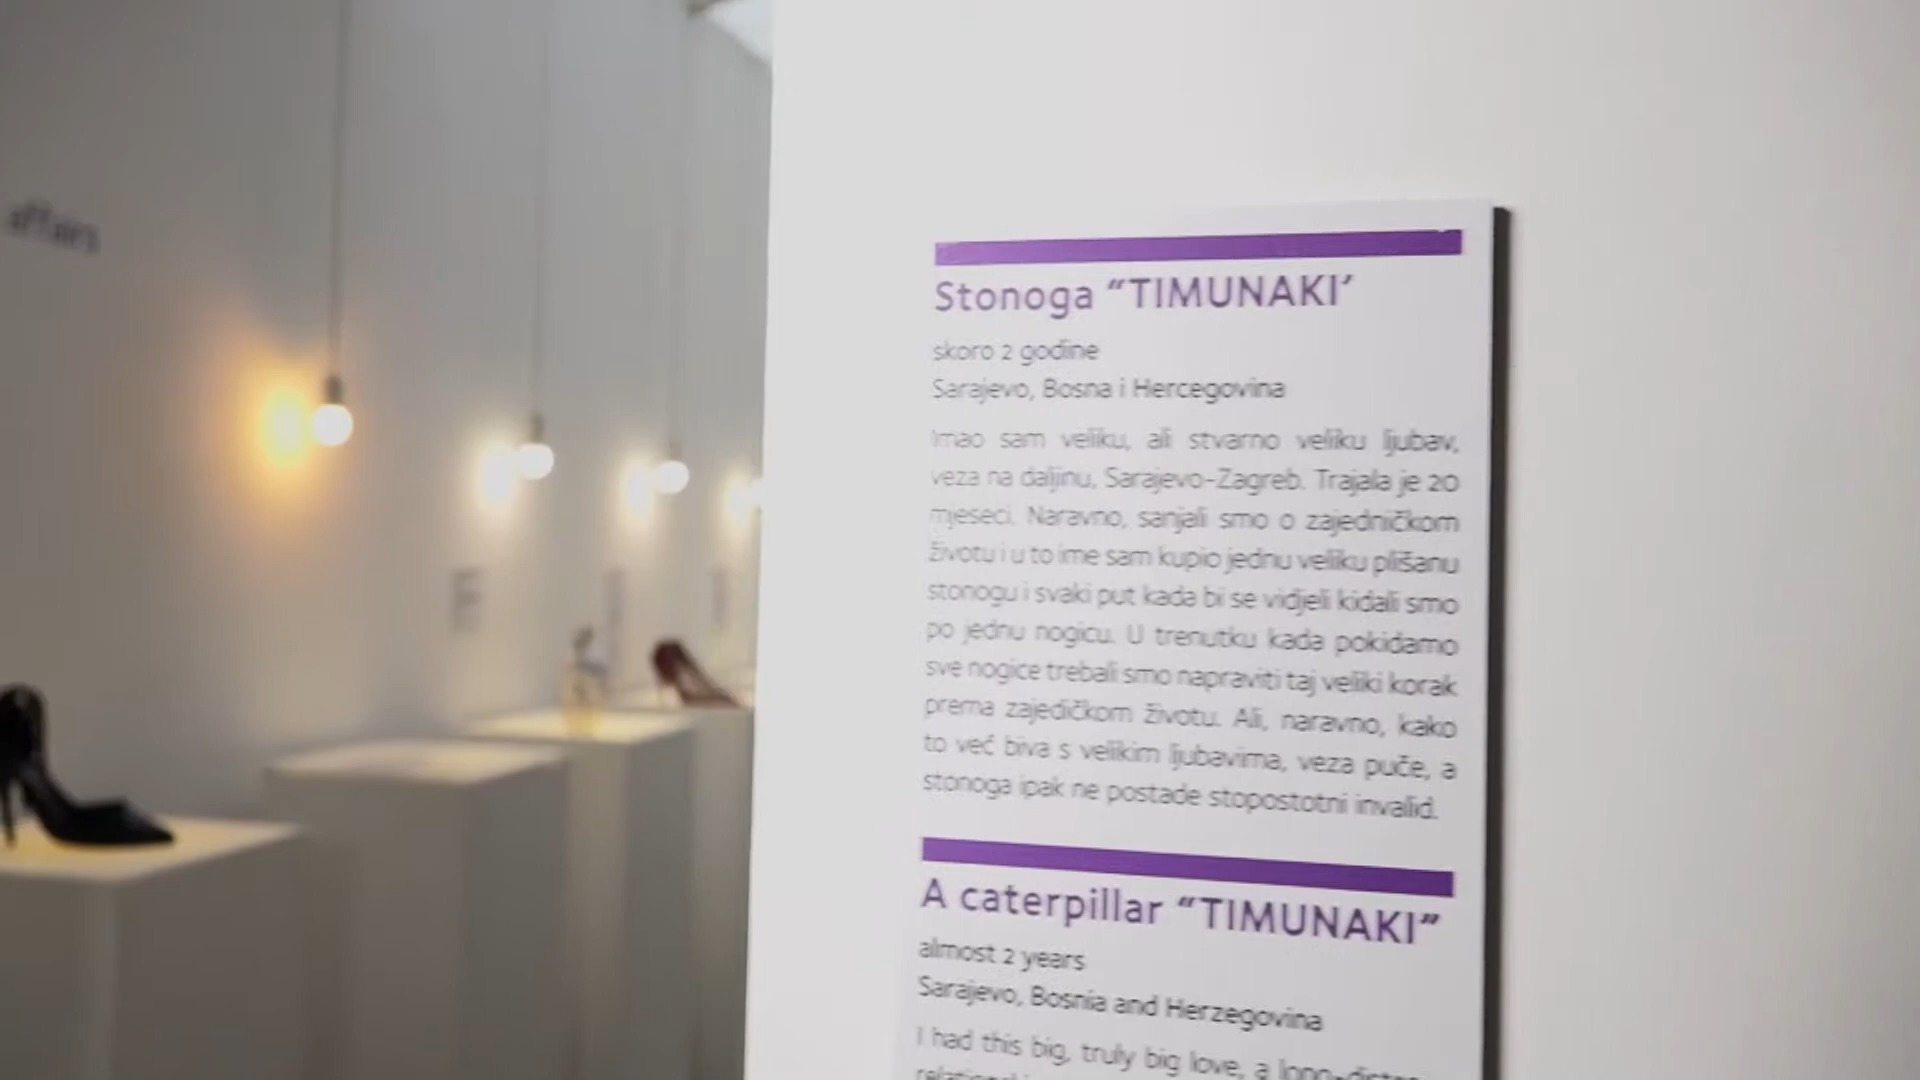 affairs
Stonoga “TIMUNAKI’
skoro 2 godine
Sarajevo, Bosna i Hercegovina
Imao sam veliku, ali stvarno veliku ljubav,
veza na daljinu, Sarajevo-Zagreb. Trajala je 20
mjeseci. Naravno, sanjali smo o zajedničkom
životu i u to ime sam kupio jednu veliku plišanu
stonogu i svaki put kada bi se vidjeli kidali smo
po jednu nogicu. U trenutku kada pokidamo
sve nogice trebali smo napraviti taj veliki korak
prema zajedičkom životu. Ali, naravno, kako
to već biva s velikim ljubavima, veza puče, a
stonoga ipak ne postade stopostotni invalid.
A caterpillar “TIMUNAKI”
almost 2 years
Sarajevo, Bosnia and Herzegovina
I had this big, truly big love, a